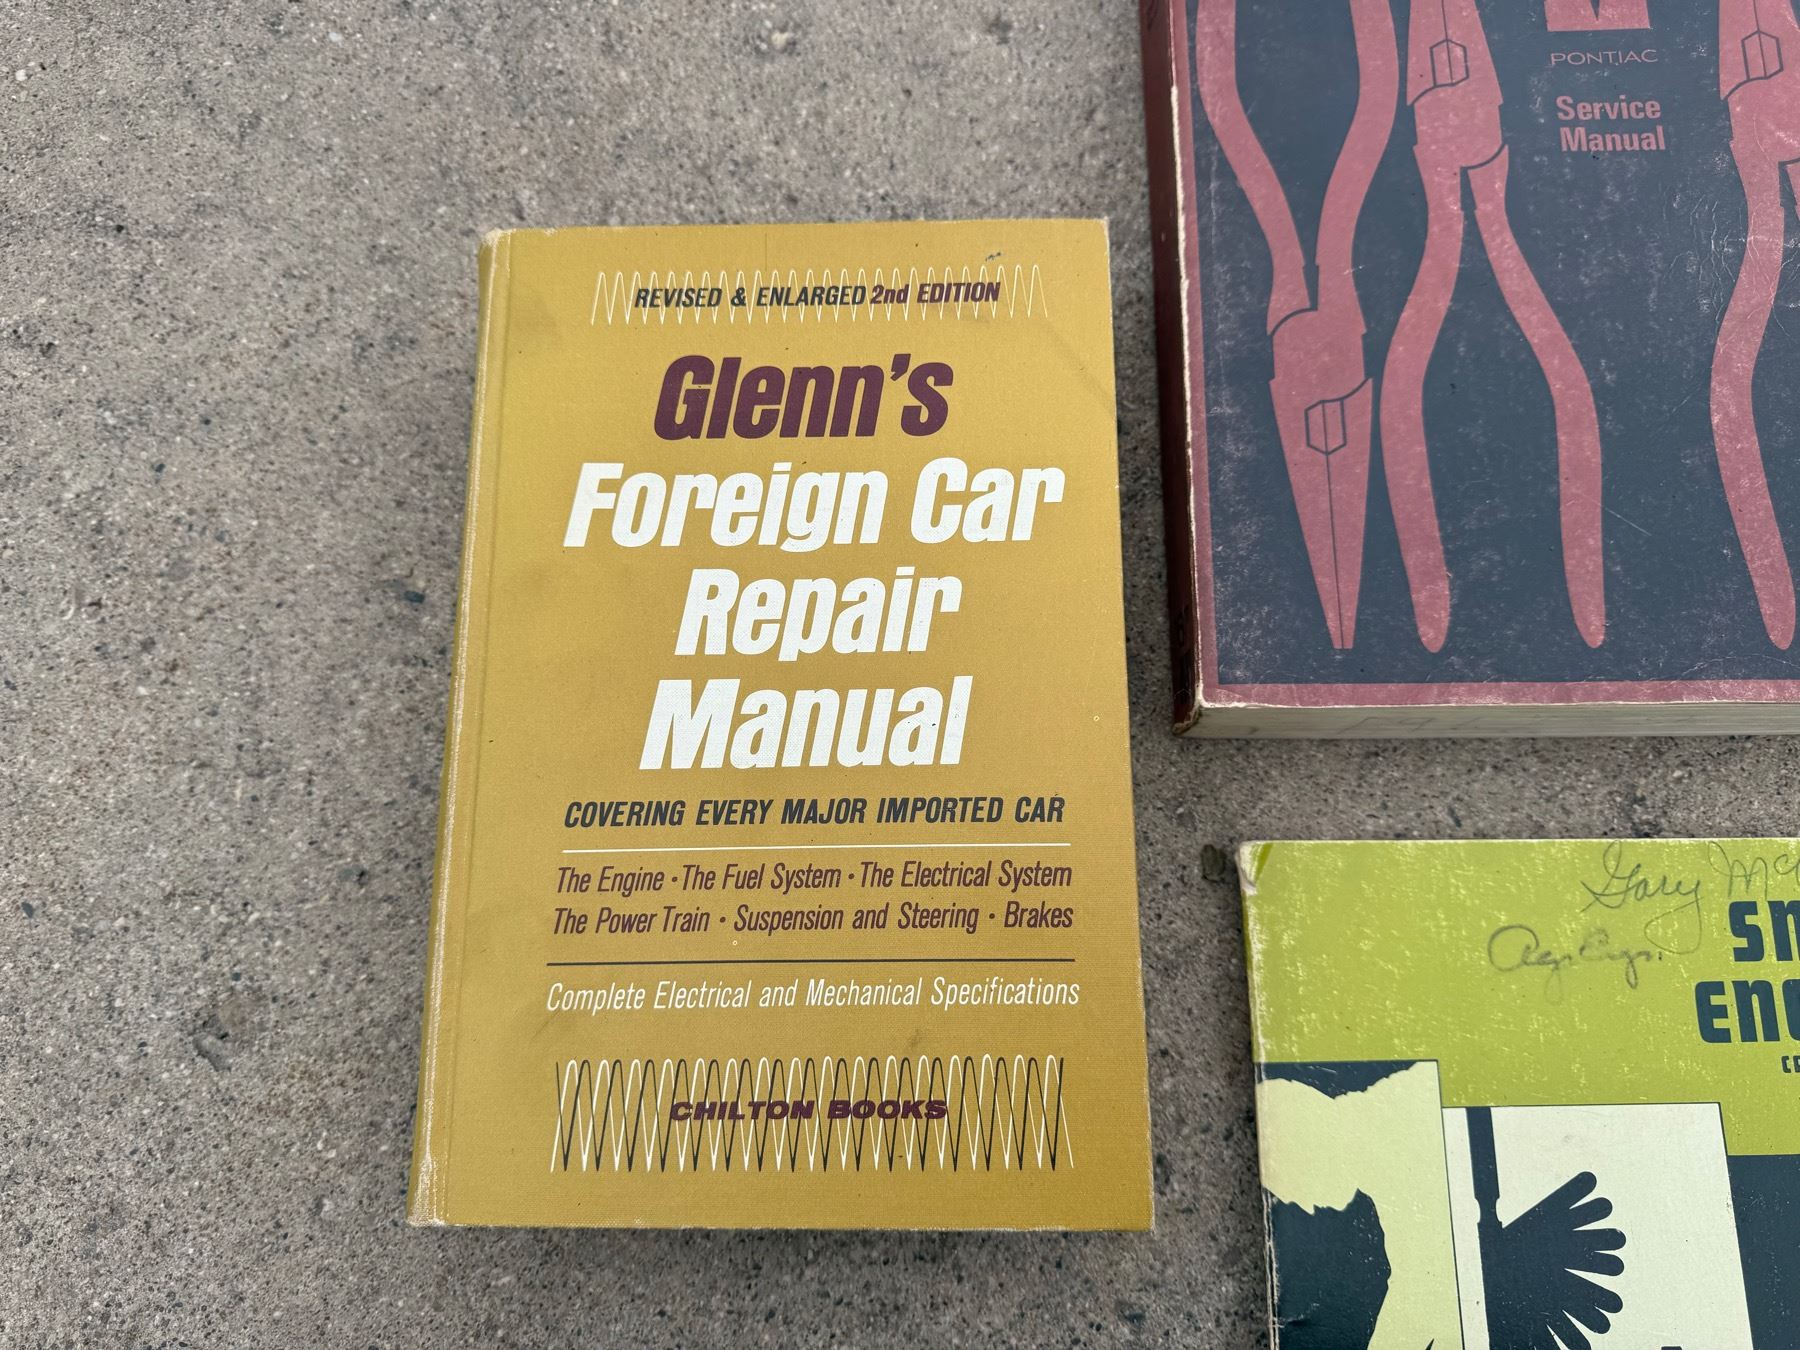 REVISED & ENLARGED 2nd EDITION
Glenn's
Foreign Car
Repair
Manual
COVERING EVERY MAJOR IMPORTED CAR
The Engine • The Fuel System • The Electrical System
The Power Train • Suspension and Steering • Brakes
Complete Electrical and Mechanical Specifications
CHILTON BOOKS
PONTIAC
Service
Manual
Gary